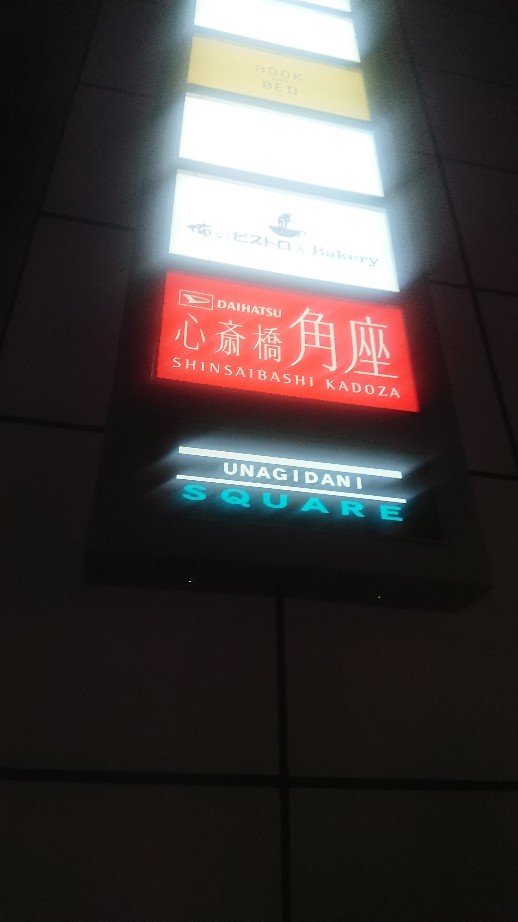 BOOK
AND
BED
俺のビストロ & Bakery
DAIHATSU
心斎橋 角座
SHINSAIBASHI KADOZA
UNAGIDANI
SQUARE